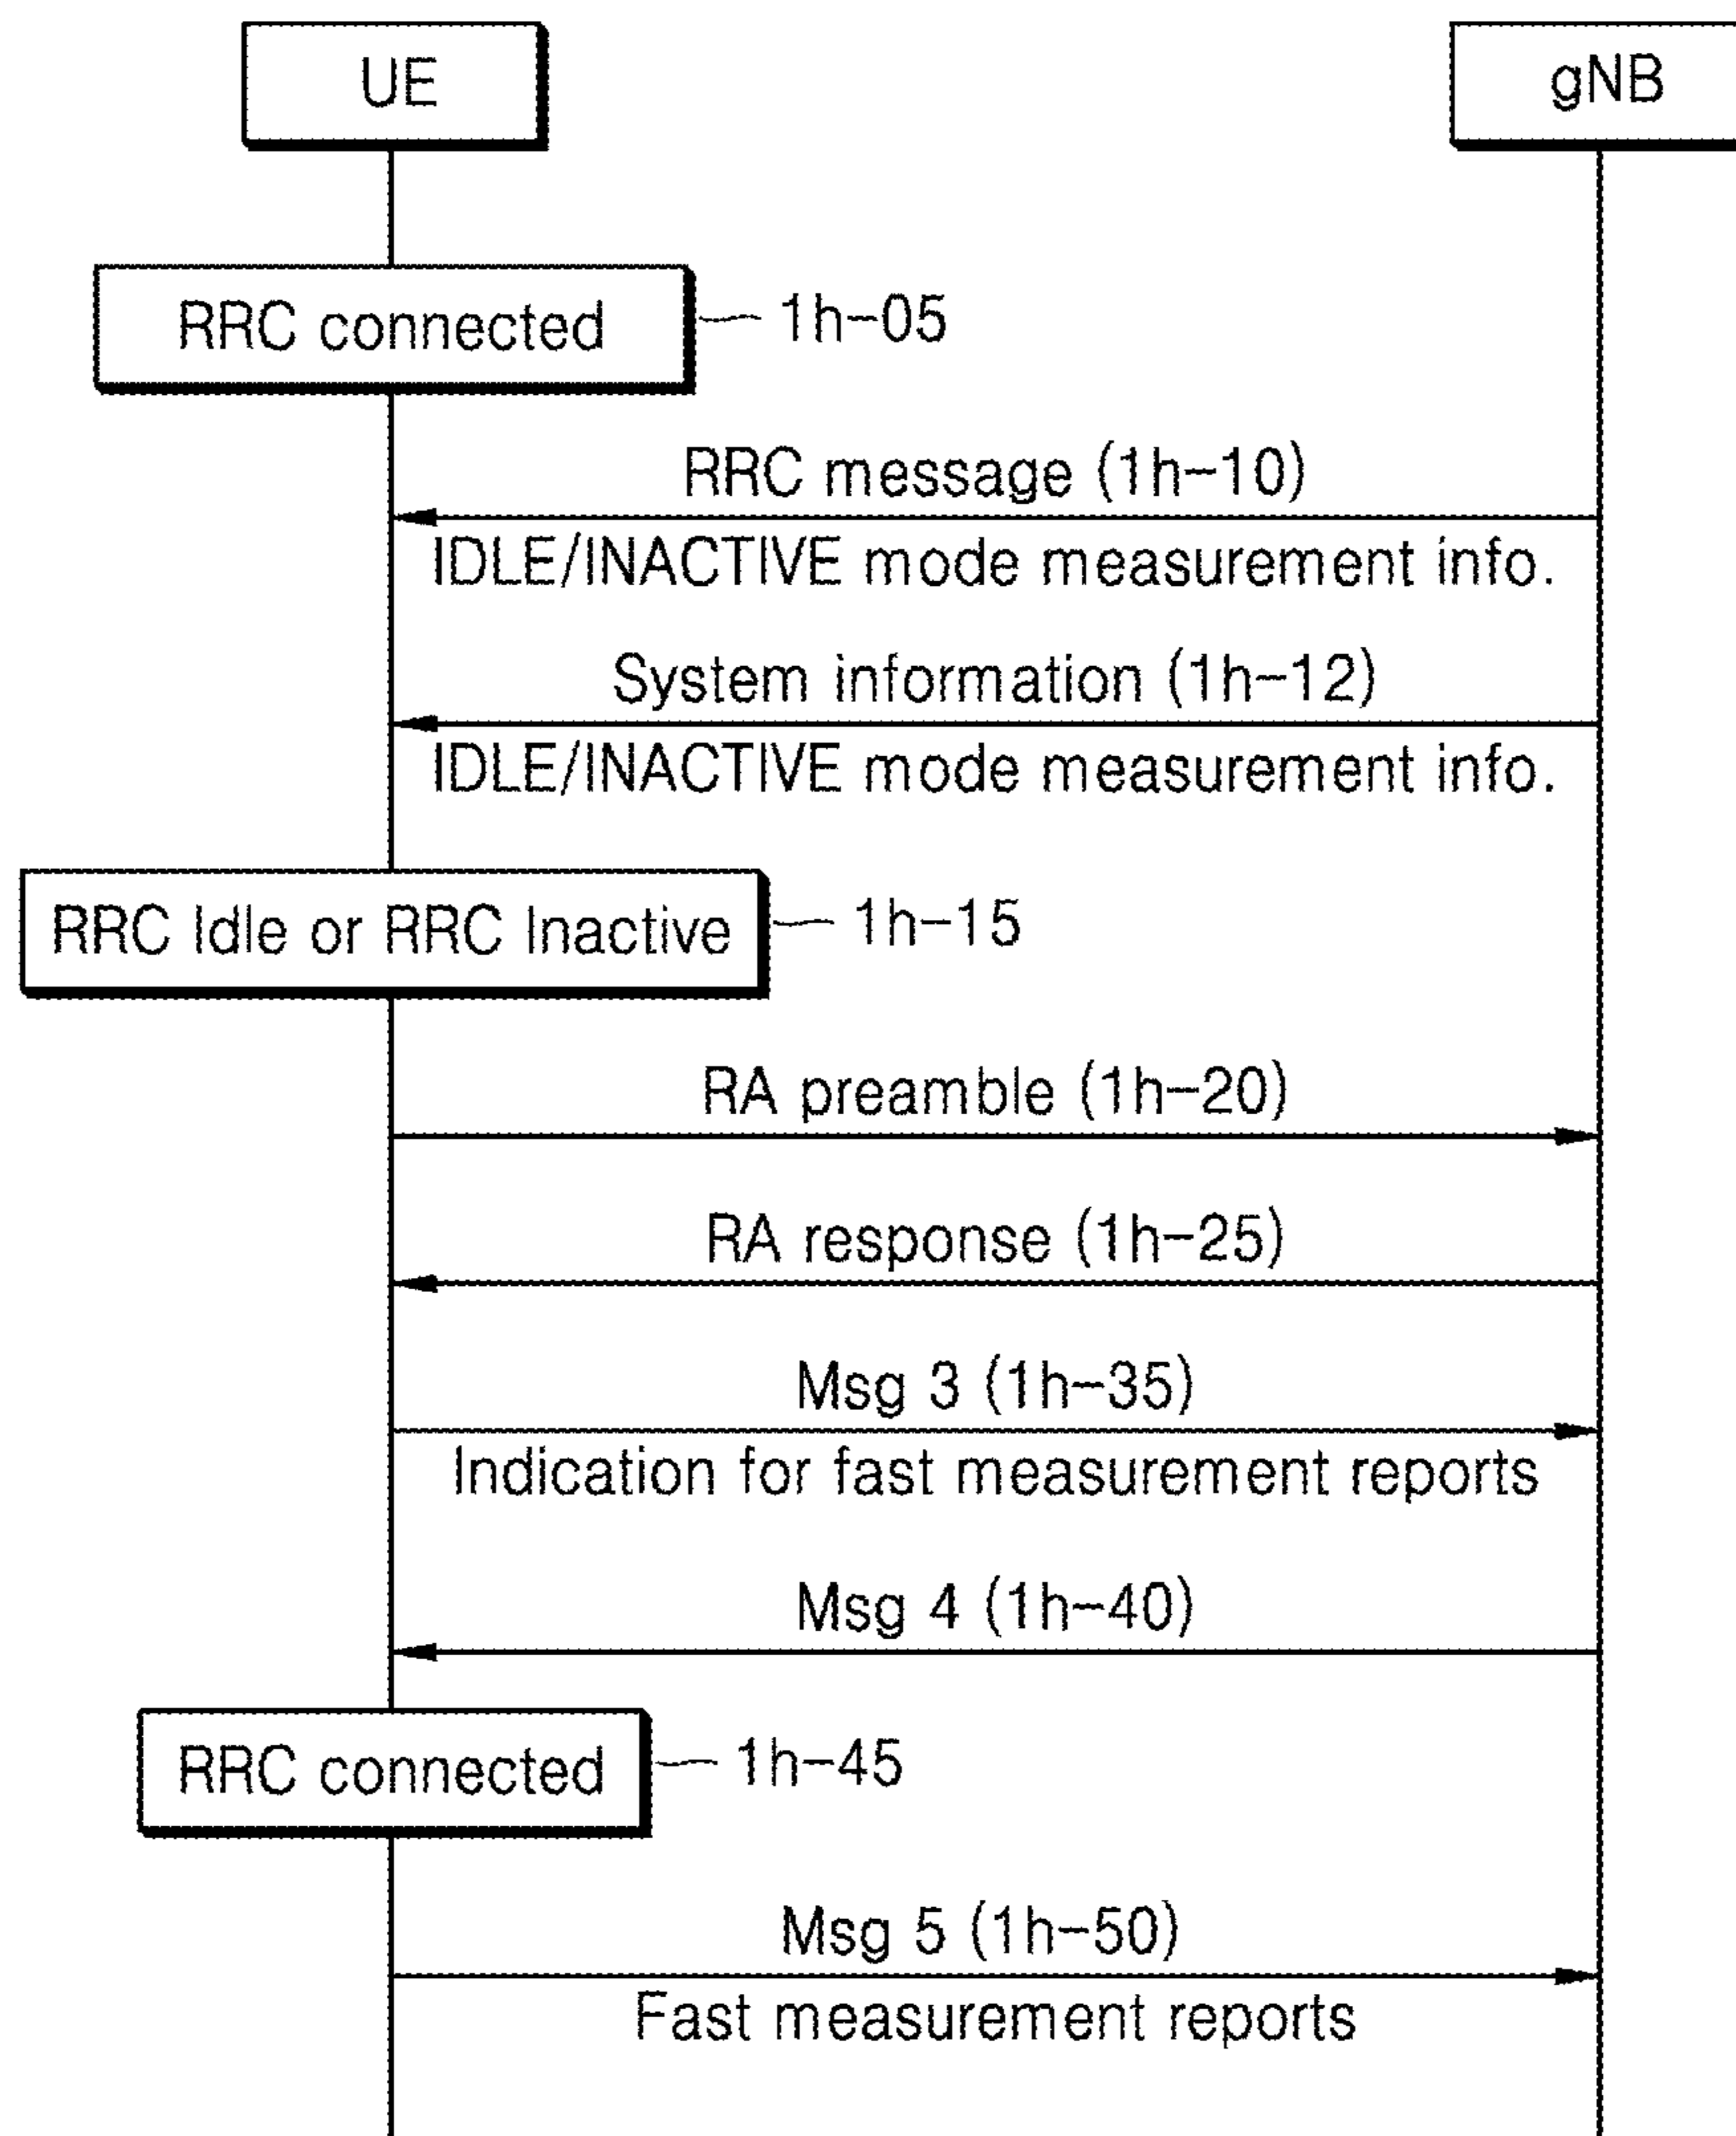 UE
gNB
RRC connected
1h-05
RRC message (1h-10)
IDLE/INACTIVE mode measurement info.
System information (1h-12)
IDLE/INACTIVE mode measurement info.
RRC Idle or RRC Inactive
1h-15
RA preamble (1h-20)
RA response (1h-25)
Msg 3 (1h-35)
Indication for fast measurement reports
Msg 4 (1h-40)
RRC connected
1h-45
Msg 5 (1h-50)
Fast measurement reports